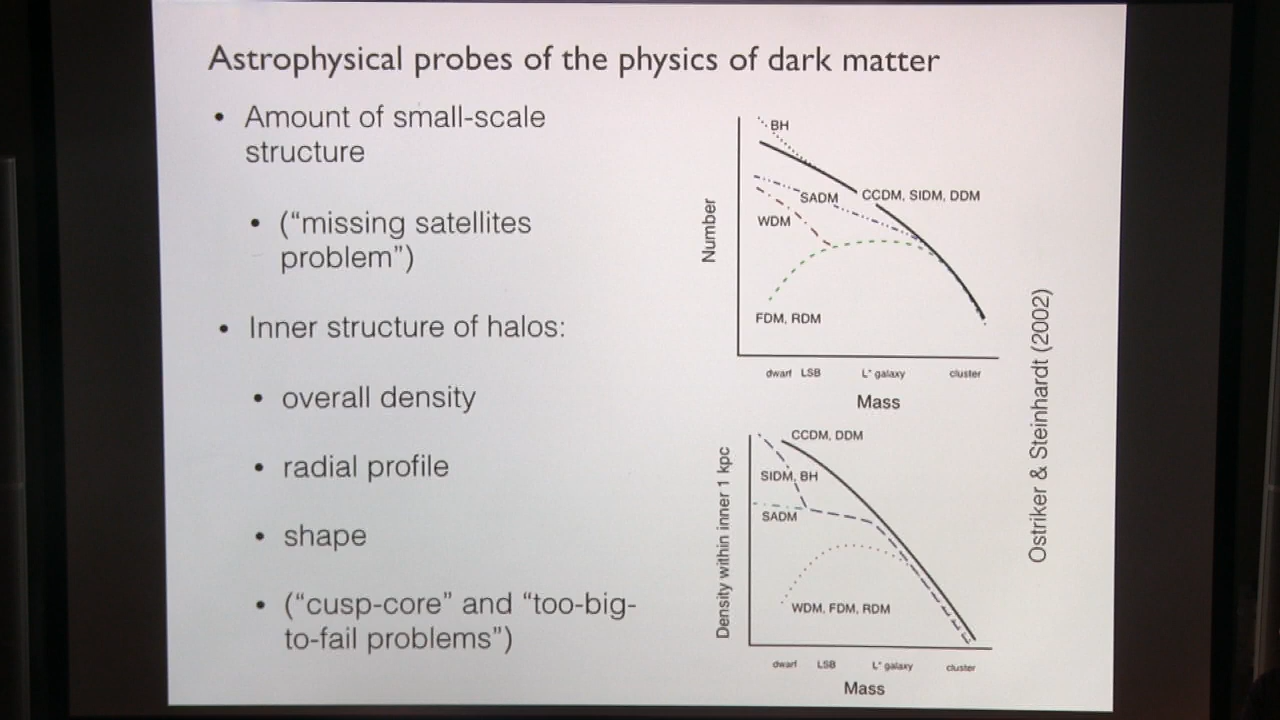 Astrophysical probes of the physics of dark matter
• Amount of small-scale
structure
• (“missing satellites
problem”)
• Inner structure of halos:
• overall density
• radial profile
• shape
• (“cusp-core” and “too-big-
to-fail problems”)
BH
CCDM, SIDM, DDM
SADM
WDM
FDM, RDM
Number
dwarf LSB L* galaxy cluster
Mass
CCDM, DDM
SIDM, BH
SADM
WDM, FDM, RDM
Density within inner 1 kpc
dwarf LSB L* galaxy cluster
Mass
Ostriker & Steinhardt (2002)